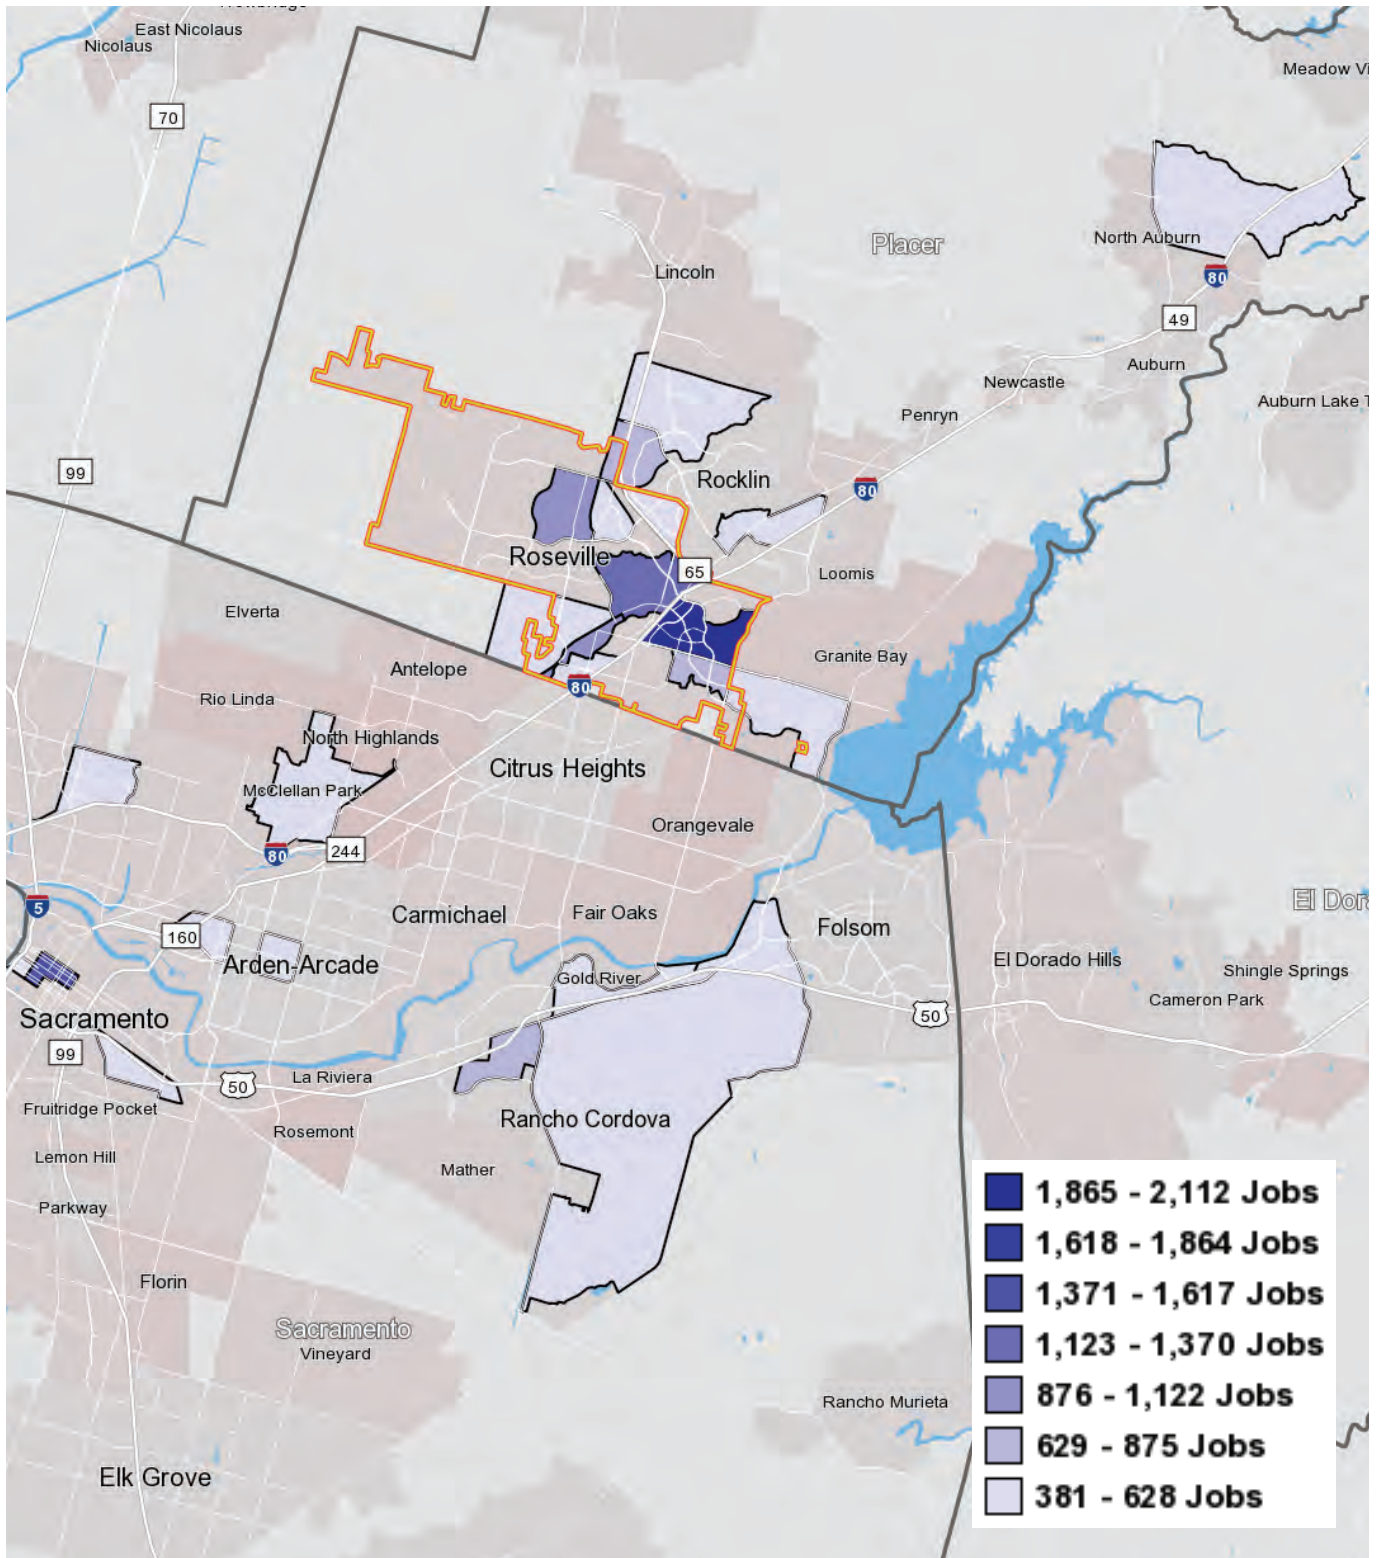 East Nicolaus
Nicolaus
Meadow Vi
70
North Auburn
Placer
Lincoln
80
49
Auburn
Newcastle
Auburn Lake T
Penryn
99
Rocklin
80
Roseville
65
Loomis
Elverta
Granite Bay
Antelope
80
Rio Linda
North Highlands
Citrus Heights
McClellan Park
Orangevale
244
80
5
Carmichael
Fair Oaks
El Dora
160
Folsom
Arden-Arcade
El Dorado Hills
Shingle Springs
Gold River
Cameron Park
Sacramento
50
99
La Riviera
50
Fruitridge Pocket
Rancho Cordova
Rosemont
Lemon Hill
Mather
Parkway
Florin
Sacramento
Vineyard
Rancho Murieta
Elk Grove
1,865 - 2,112 Jobs
1,618 - 1,864 Jobs
1,371 - 1,617 Jobs
1,123 - 1,370 Jobs
876 - 1,122 Jobs
629 - 875 Jobs
381 - 628 Jobs